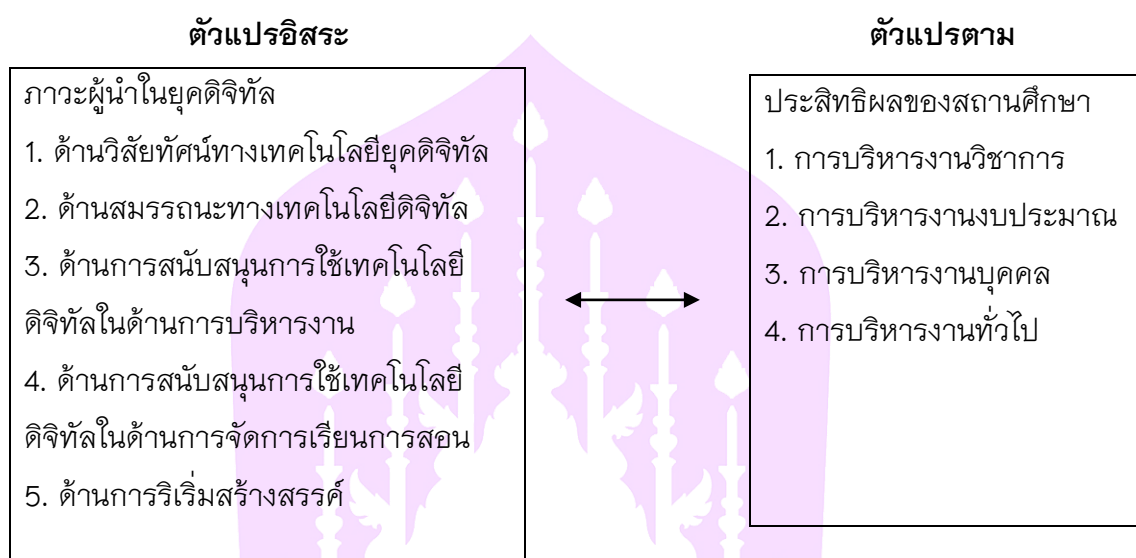 ตัวแปรอิสระ
ภาวะผู้นำในยุคดิจิทัล
1. ด้านวิสัยทัศน์ทางเทคโนโลยียุคดิจิทัล
2. ด้านสมรรถนะทางเทคโนโลยีดิจิทัล
3. ด้านการสนับสนุนการใช้เทคโนโลยี
ดิจิทัลในด้านการบริหารงาน
4. ด้านการสนับสนุนการใช้เทคโนโลยี
ดิจิทัลในด้านการจัดการเรียนการสอน
5. ด้านการริเริ่มสร้างสรรค์
ตัวแปรตาม
ประสิทธิผลของสถานศึกษา
1. การบริหารงานวิชาการ
2. การบริหารงานงบประมาณ
3. การบริหารงานบุคคล
4. การบริหารงานทั่วไป